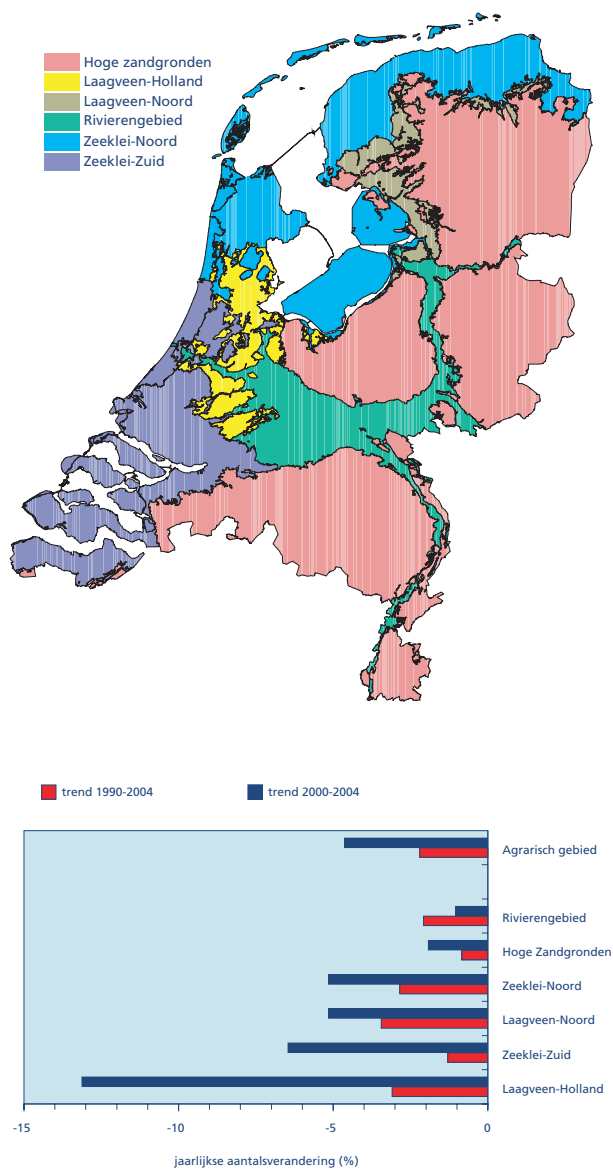 Hoge zandgronden
Laagveen-Holland
Laagveen-Noord
Rivierengebied
Zeeklei-Noord
Zeeklei-Zuid
trend 1990-2004 trend 2000-2004
Agrarisch gebied
Rivierengebied
Hoge Zandgronden
Zeeklei-Noord
Laagveen-Noord
Zeeklei-Zuid
Laagveen-Holland
-15 -10 -5 0
jaarlijkse aantalsverandering (%)